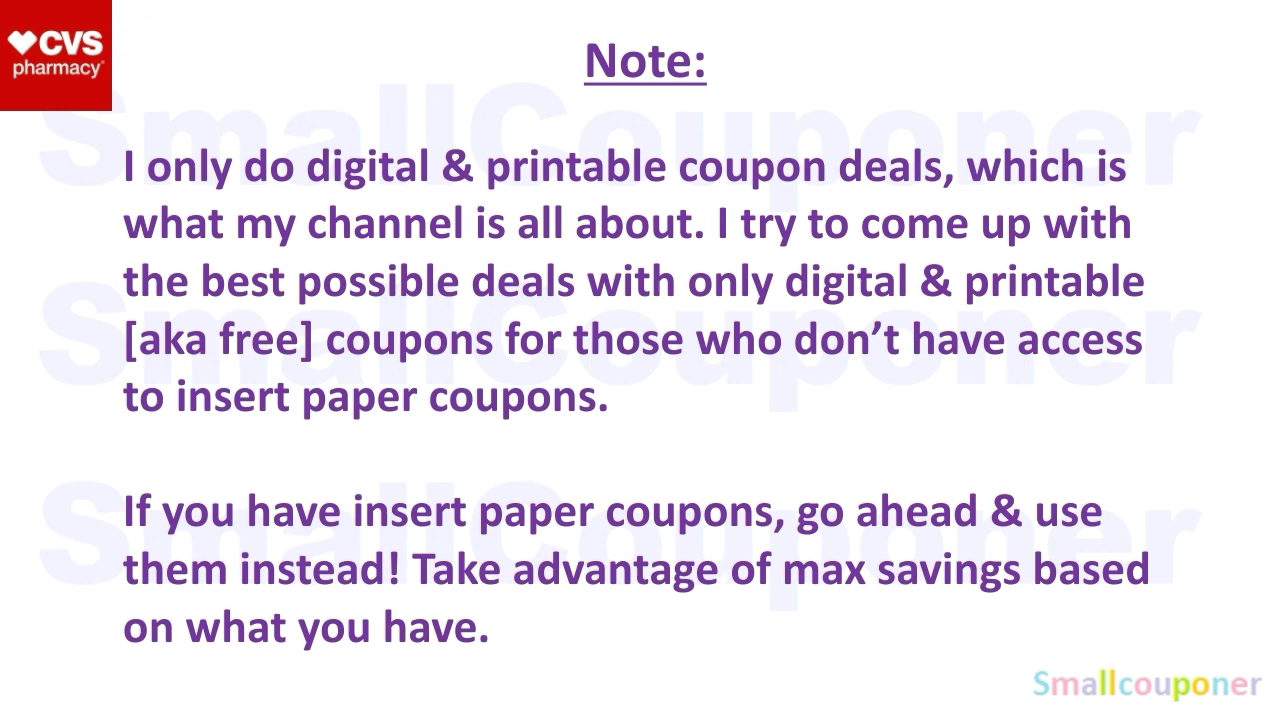 CVS
pharmacy
Note:
SmallCouponer
I only do digital & printable coupon deals, which is
what my channel is all about. I try to come up with
the best possible deals with only digital & printable
SmallCouponer
[aka free] coupons for those who don’t have access
to insert paper coupons.
SmallCouponer
If you have insert paper coupons, go ahead & use
them instead! Take advantage of max savings based
on what you have.
Smallcouponer